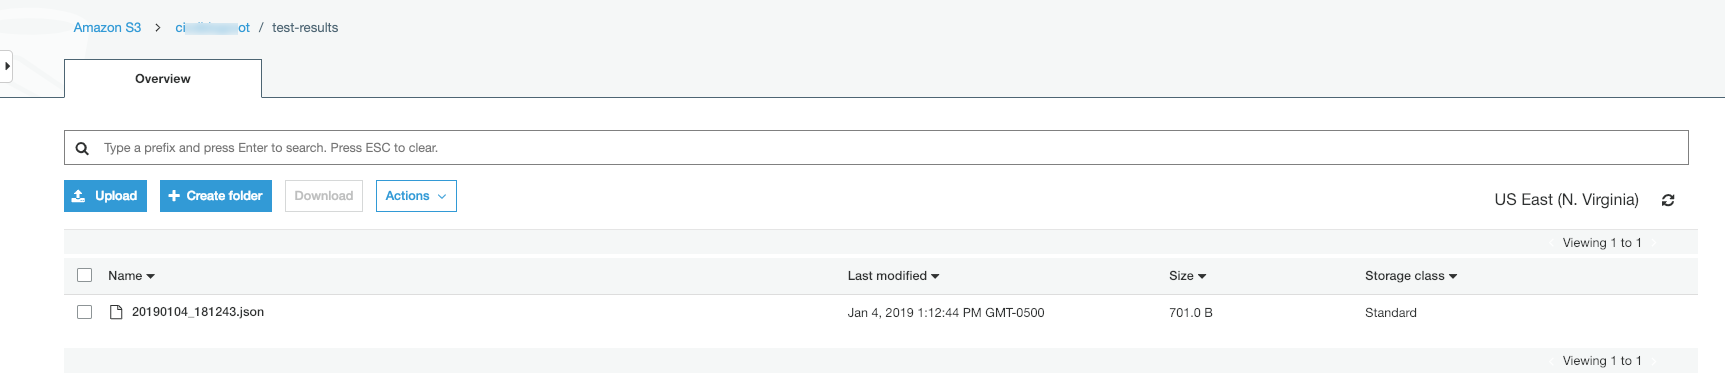 Amazon S3 > ci ot / test-results
Overview
Type a prefix and press Enter to search. Press ESC to clear.
Upload + Create folder Download Actions US East (N. Virginia)
Viewing 1 to 1
Name Last modified Size Storage class
20190104_181243.json Jan 4, 2019 1:12:44 PM GMT-0500 701.0 B Standard
Viewing 1 to 1